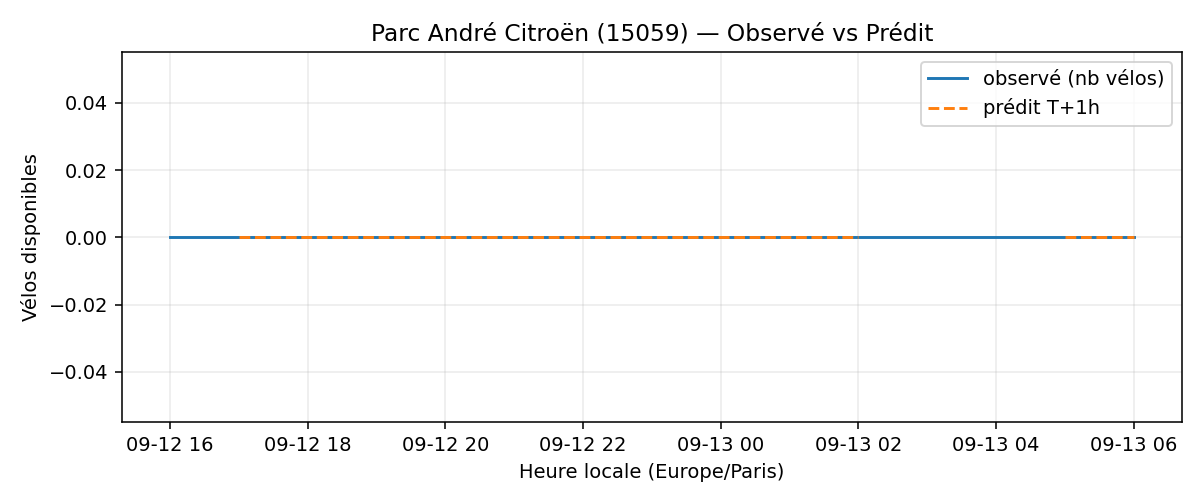 Parc André Citroën (15059) — Observé vs Prédit
observé (nb vélos)
prédit T+1h
Vélos disponibles
0.04
0.02
0.00
−0.02
−0.04
09-12 16
09-12 18
09-12 20
09-12 22
09-13 00
09-13 02
09-13 04
09-13 06
Heure locale (Europe/Paris)